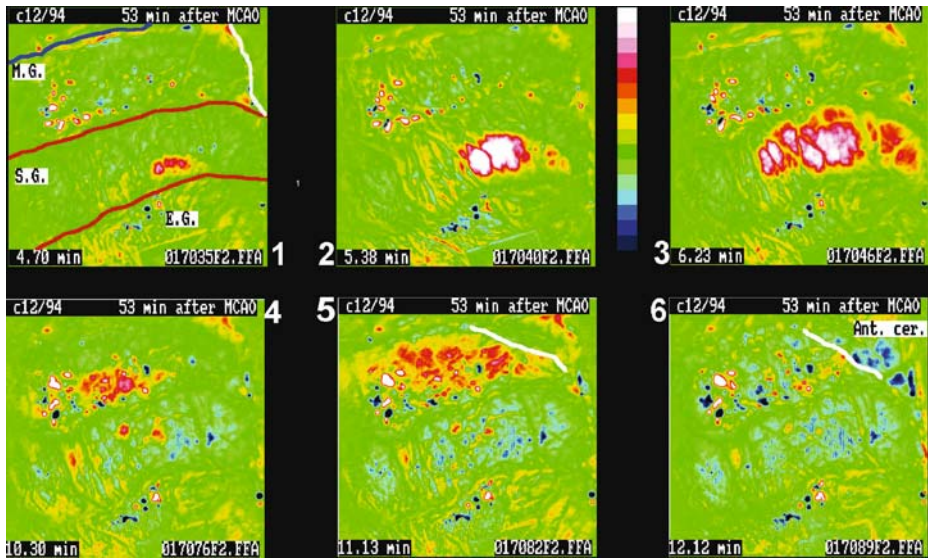 c12/94 53 min after MCAO
M.G.
S.G.
E.G.
4.70 min 017035F2.FFA
1
1
c12/94 53 min after MCAO
5.38 min 017040F2.FFA
2
c12/94 53 min after MCAO
6.23 min 017046F2.FFA
3
c12/94 53 min after MCAO
10.30 min 017076F2.FFA
4
c12/94 53 min after MCAO
11.13 min 017082F2.FFA
5
c12/94 53 min after MCAO
Ant. cer.
12.12 min 017089F2.FFA
6